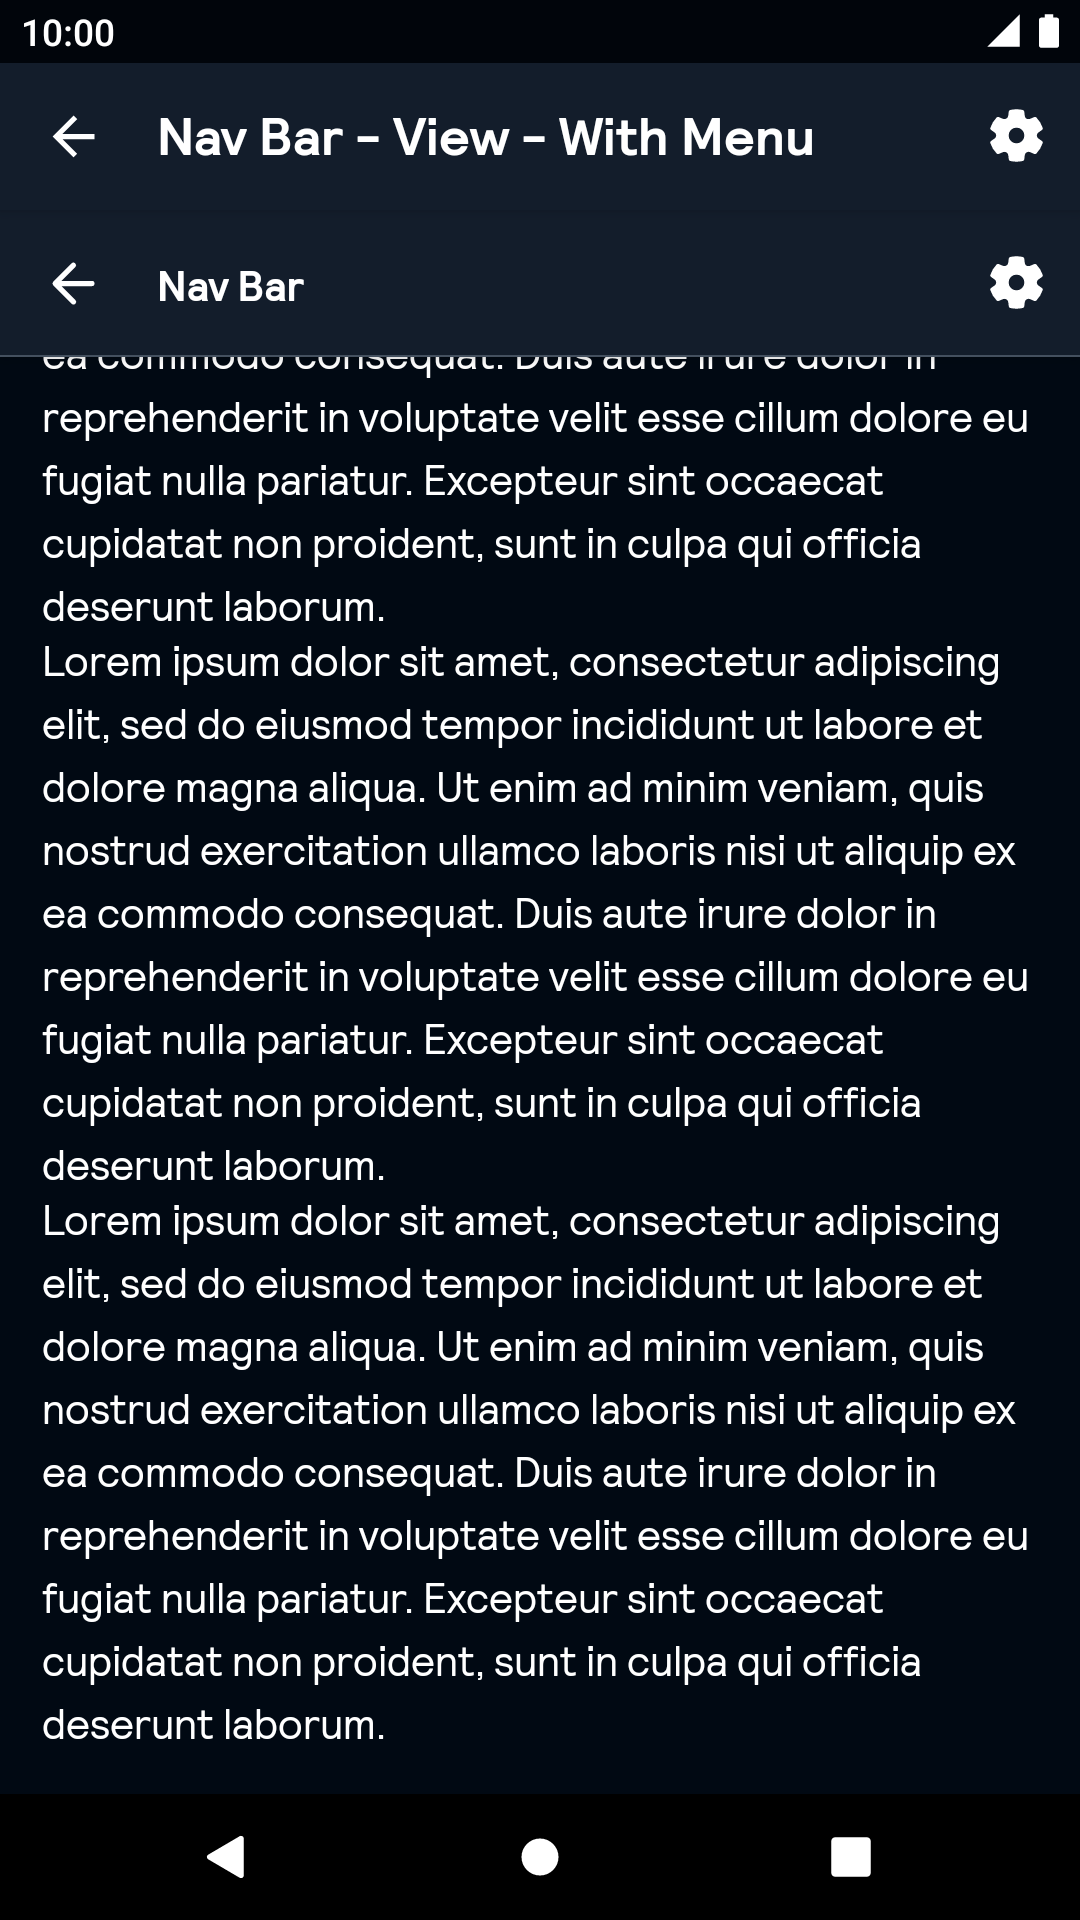 10:00
Nav Bar - View - With Menu
Nav Bar
ea commodo consequat. Duis aute irure dolor in
reprehenderit in voluptate velit esse cillum dolore eu
fugiat nulla pariatur. Excepteur sint occaecat
cupidatat non proident, sunt in culpa qui officia
deserunt laborum.
Lorem ipsum dolor sit amet, consectetur adipiscing
elit, sed do eiusmod tempor incididunt ut labore et
dolore magna aliqua. Ut enim ad minim veniam, quis
nostrud exercitation ullamco laboris nisi ut aliquip ex
ea commodo consequat. Duis aute irure dolor in
reprehenderit in voluptate velit esse cillum dolore eu
fugiat nulla pariatur. Excepteur sint occaecat
cupidatat non proident, sunt in culpa qui officia
deserunt laborum.
Lorem ipsum dolor sit amet, consectetur adipiscing
elit, sed do eiusmod tempor incididunt ut labore et
dolore magna aliqua. Ut enim ad minim veniam, quis
nostrud exercitation ullamco laboris nisi ut aliquip ex
ea commodo consequat. Duis aute irure dolor in
reprehenderit in voluptate velit esse cillum dolore eu
fugiat nulla pariatur. Excepteur sint occaecat
cupidatat non proident, sunt in culpa qui officia
deserunt laborum.